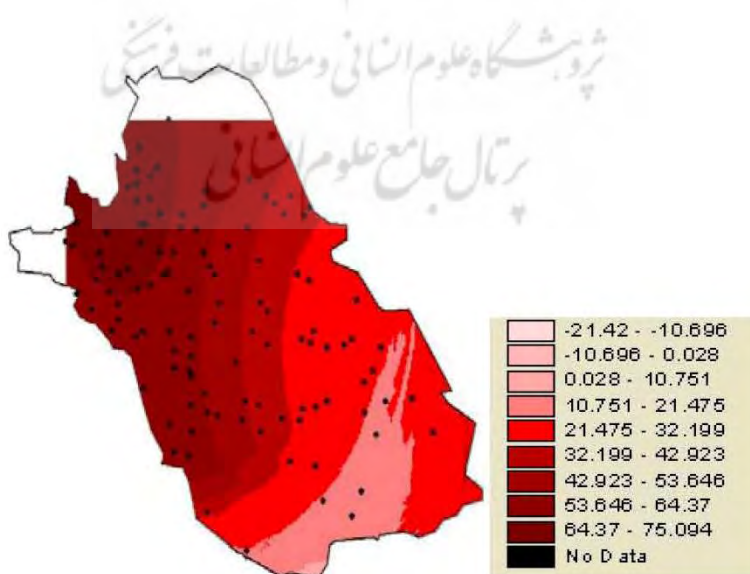 پژوهشگاه علوم انسانی و مطالعات فرهنگی
پرتال جامع علوم انسانی
-21.42 - -10.696
-10.696 - 0.028
0.028 - 10.751
10.751 - 21.475
21.475 - 32.199
32.199 - 42.923
42.923 - 53.646
53.646 - 64.37
64.37 - 75.094
No Data